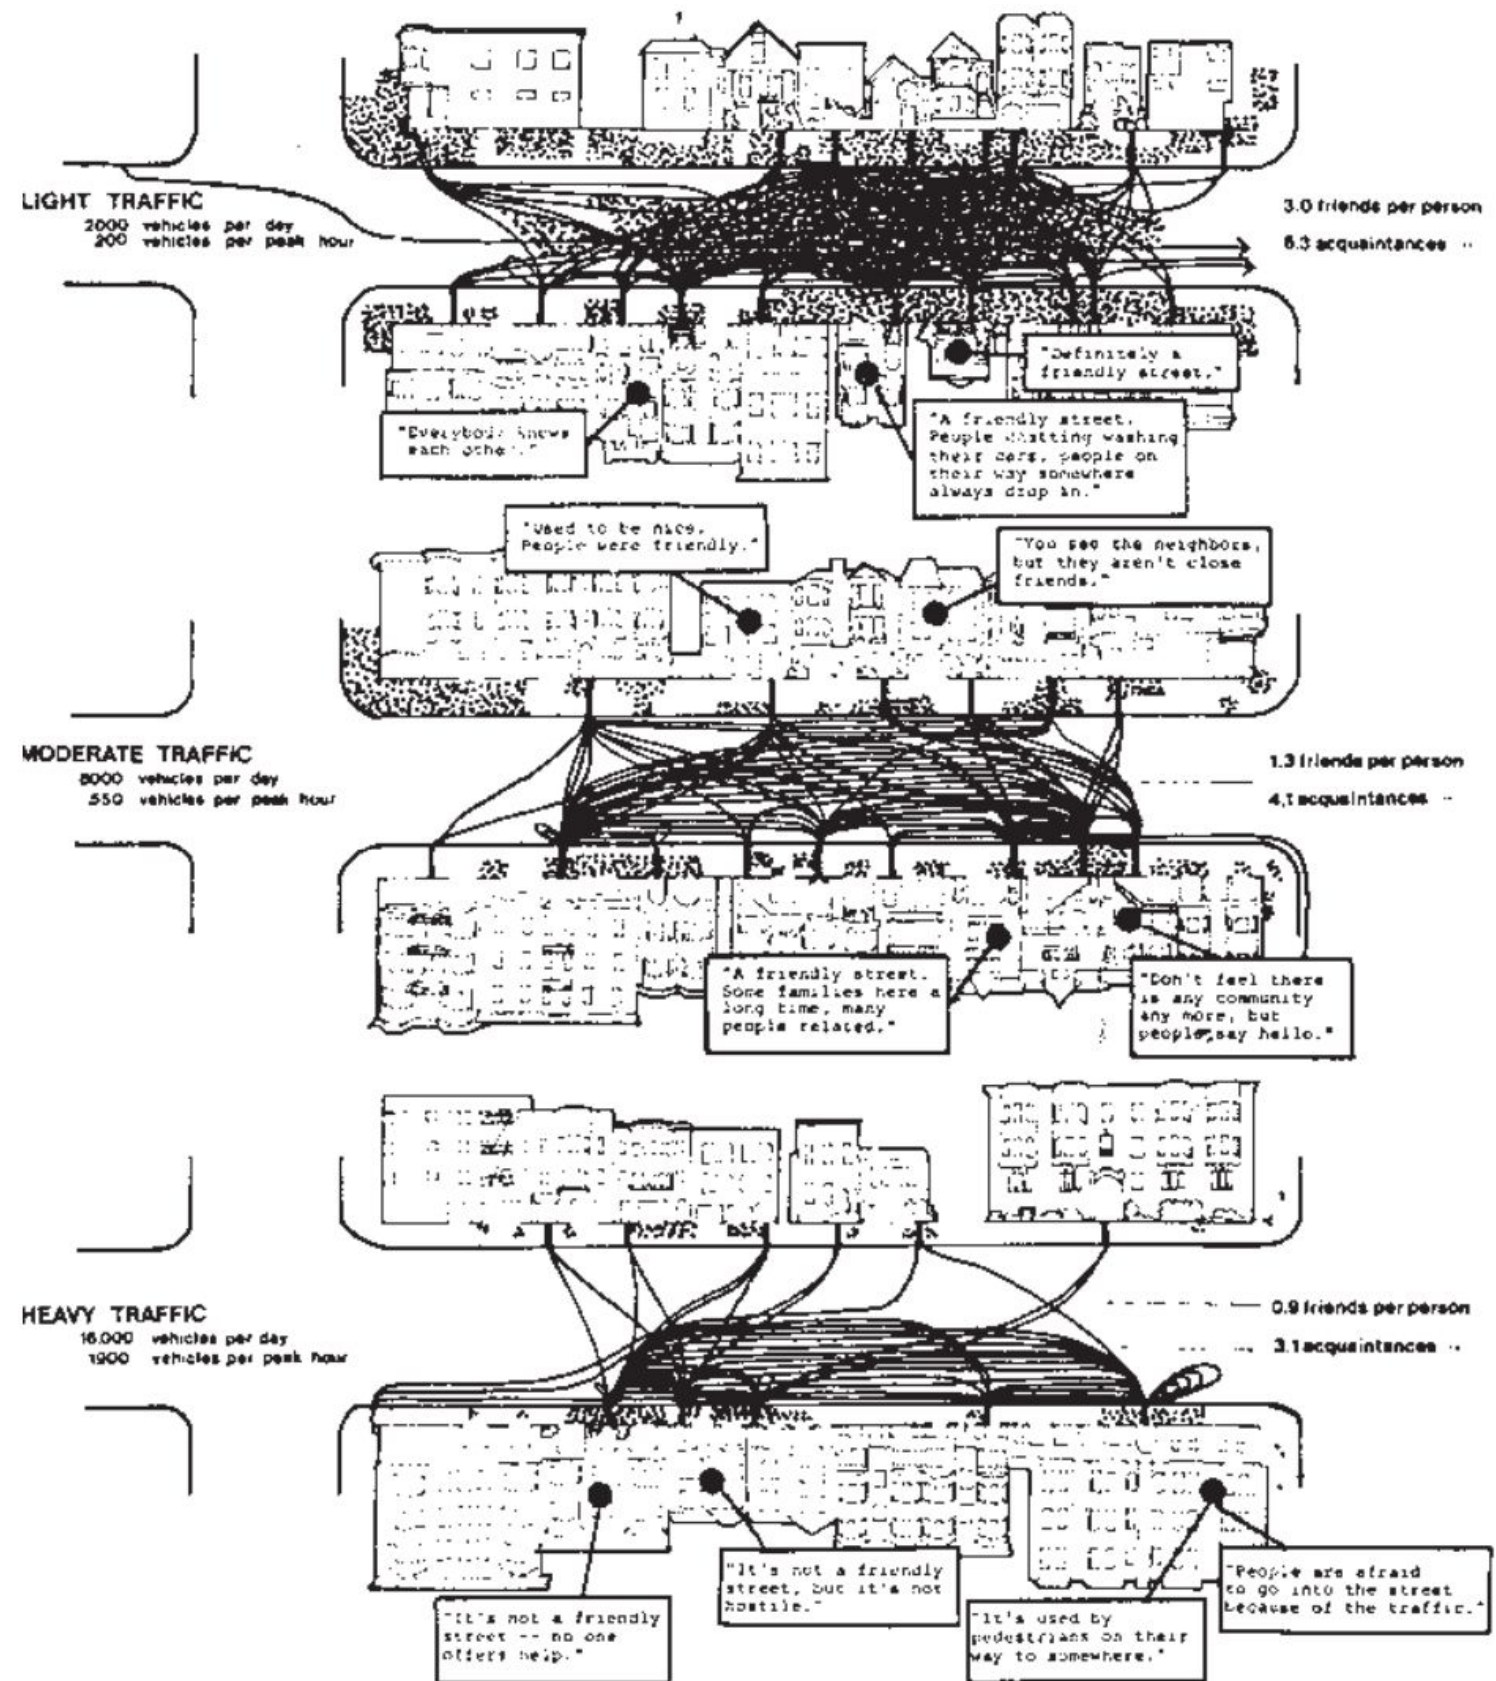 LIGHT TRAFFIC
2000 vehicles per day
200 vehicles per peak hour
3.0 friends per person
6.3 acquaintances "
"Definitely a
friendly street."
"Everybody knows
each other."
"A friendly street.
People chatting washing
their cars, people on
their way somewhere
always drop in."
"Used to be nice.
People were friendly."
"You see the neighbors,
but they aren't close
friends."
MODERATE TRAFFIC
8000 vehicles per day
550 vehicles per peak hour
1.3 friends per person
4.1 acquaintances "
"A friendly street.
Some families here a
long time, many
people related."
"Don't feel there
is any community
any more, but
people say hello."
HEAVY TRAFFIC
16,000 vehicles per day
1900 vehicles per peak hour
0.9 friends per person
3.1 acquaintances "
"It's not a friendly
street -- no one
offers help."
"It's not a friendly
street, but it's not
hostile."
"It's used by
pedestrians on their
way to somewhere."
"People are afraid
to go into the street
because of the traffic."